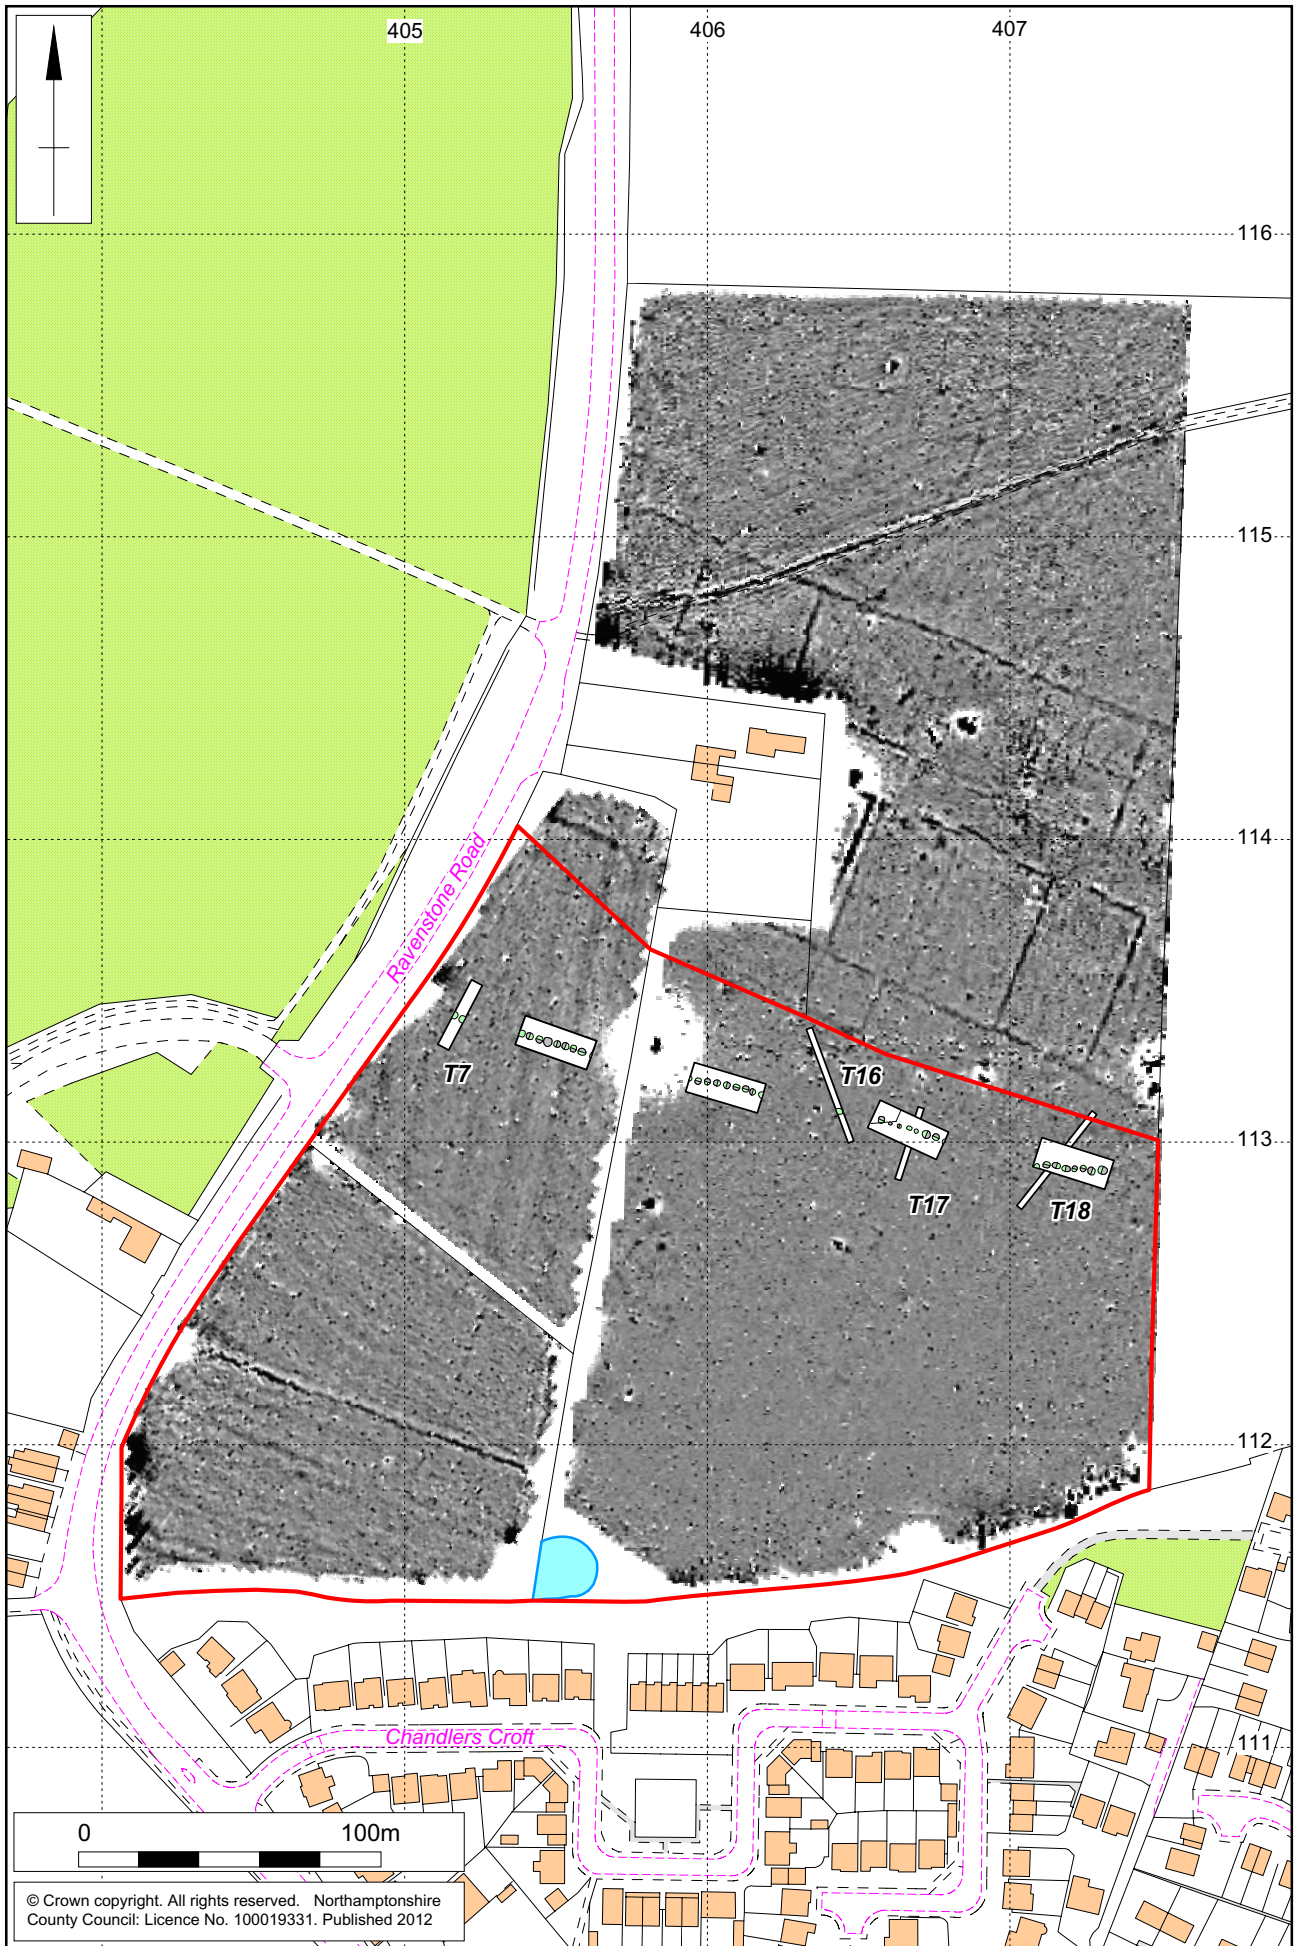 405
406
407
116
115
114
Ravenstone Road
T7
T16
113
T17
T18
112
Chandlers Croft
111
0 100m
© Crown copyright. All rights reserved. Northamptonshire
County Council: Licence No. 100019331. Published 2012